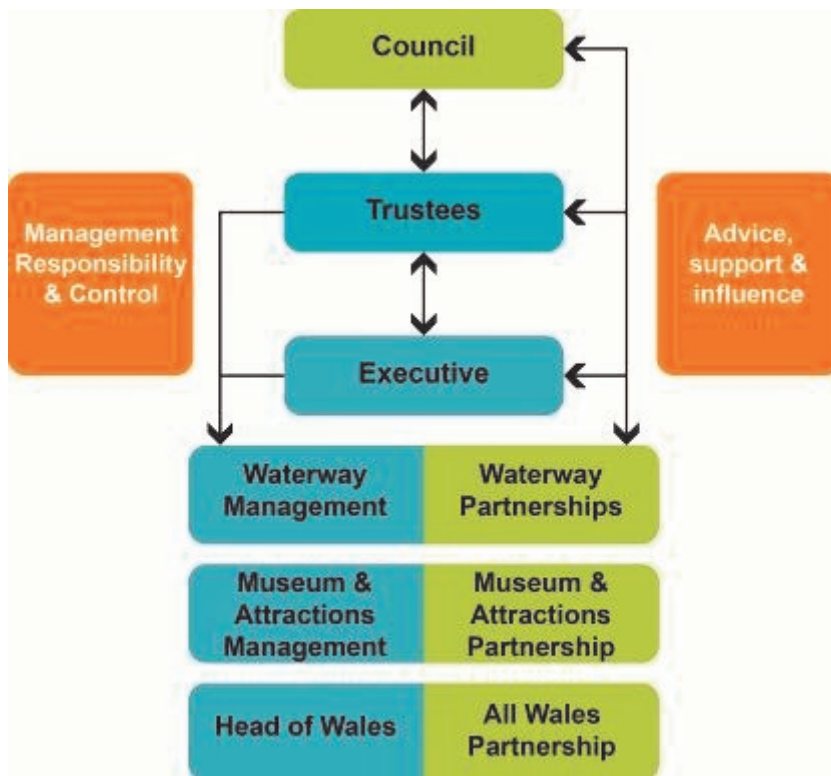 Council
Trustees
Management
Responsibility
& Control
Advice,
support &
influence
Executive
Waterway
Management
Waterway
Partnerships
Museum &
Attractions
Management
Museum &
Attractions
Partnership
Head of Wales
All Wales
Partnership